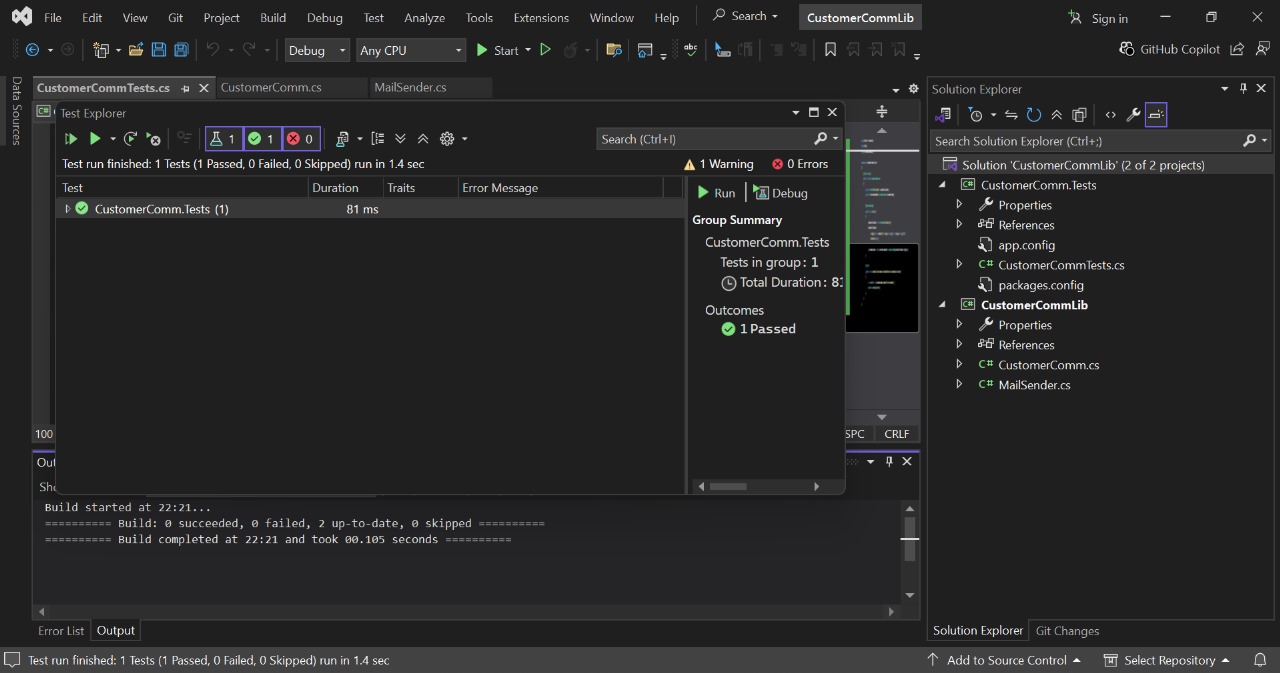 File Edit View Git Project Build Debug Test Analyze Tools Extensions Window Help Search CustomerCommLib Sign in
Debug Any CPU Start GitHub Copilot
Data Sources
CustomerCommTests.cs CustomerComm.cs MailSender.cs
Test Explorer
1 1 0 Search (Ctrl+I)
Test run finished: 1 Tests (1 Passed, 0 Failed, 0 Skipped) run in 1.4 sec 1 Warning 0 Errors
Test Duration Traits Error Message
CustomerComm.Tests (1) 81 ms
Run Debug
Group Summary
CustomerComm.Tests
Tests in group: 1
Total Duration: 81
Outcomes
1 Passed
100 SPC CRLF
Build started at 22:21...
========== Build: 0 succeeded, 0 failed, 2 up-to-date, 0 skipped ==========
========== Build completed at 22:21 and took 00.105 seconds ==========
Error List Output
Solution Explorer
Search Solution Explorer (Ctrl+;)
Solution 'CustomerCommLib' (2 of 2 projects)
C# CustomerComm.Tests
Properties
References
app.config
C# CustomerCommTests.cs
packages.config
C# CustomerCommLib
Properties
References
C# CustomerComm.cs
C# MailSender.cs
Solution Explorer Git Changes
Test run finished: 1 Tests (1 Passed, 0 Failed, 0 Skipped) run in 1.4 sec Add to Source Control Select Repository